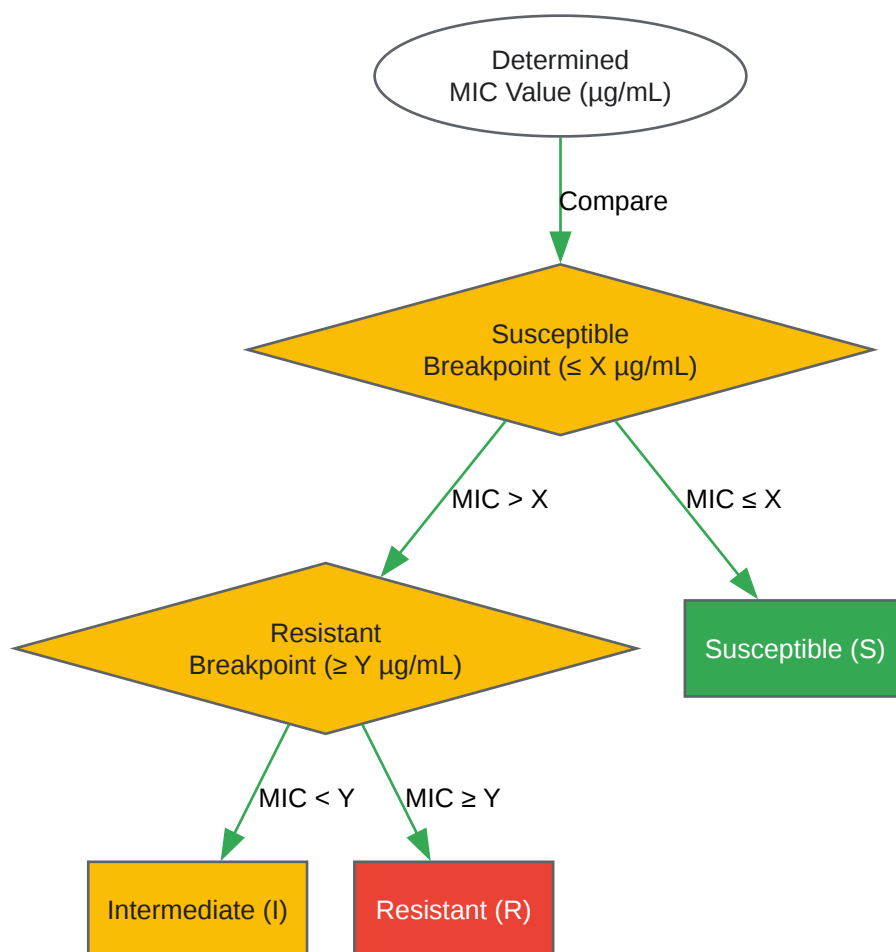 Determined
MIC Value (µg/mL)
Compare
Susceptible
Breakpoint (≤ X µg/mL)
MIC > X
MIC ≤ X
Resistant
Breakpoint (≥ Y µg/mL)
Susceptible (S)
MIC < Y
MIC ≥ Y
Intermediate (I)
Resistant (R)